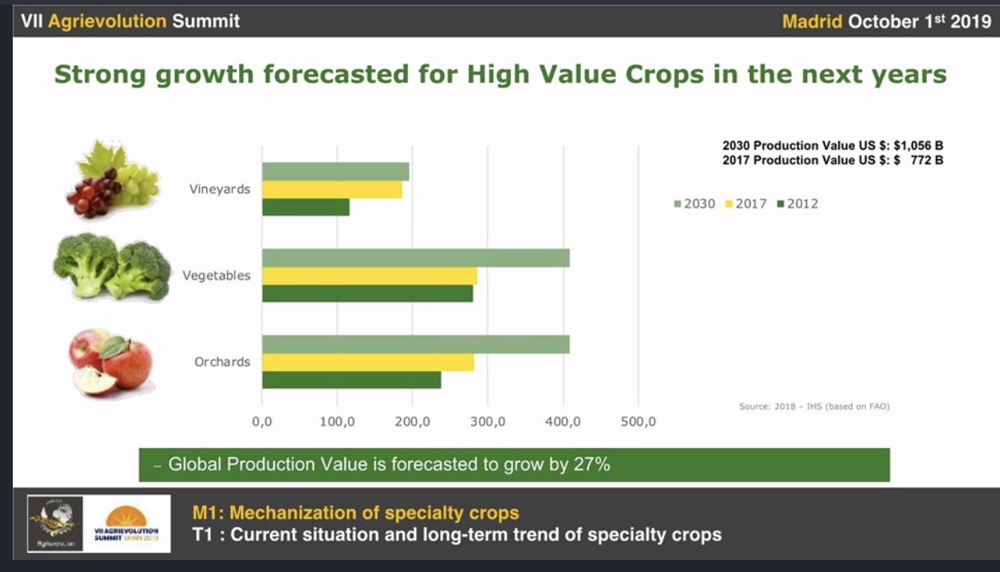 VII Agrievolution Summit
Madrid October 1st 2019
Strong growth forecasted for High Value Crops in the next years
2030 Production Value US $: $1,056 B
2017 Production Value US $: $ 772 B
2030 2017 2012
Vineyards
Vegetables
Orchards
0,0 100,0 200,0 300,0 400,0 500,0
Source: 2018 – IHS (based on FAO)
– Global Production Value is forecasted to grow by 27%
VII AGRIEVOLUTION
SUMMIT SPAIN 2019
M1: Mechanization of specialty crops
T1 : Current situation and long-term trend of specialty crops